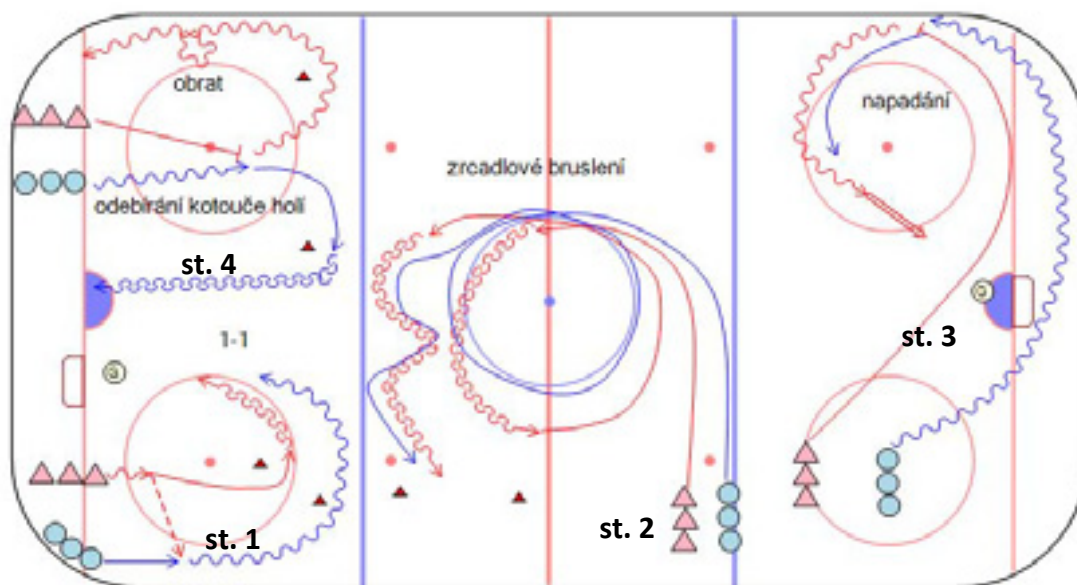 obrat
napadání
zrcadlové bruslení
odebírání kotouče holí
st. 4
1-1
st. 3
st. 1
st. 2